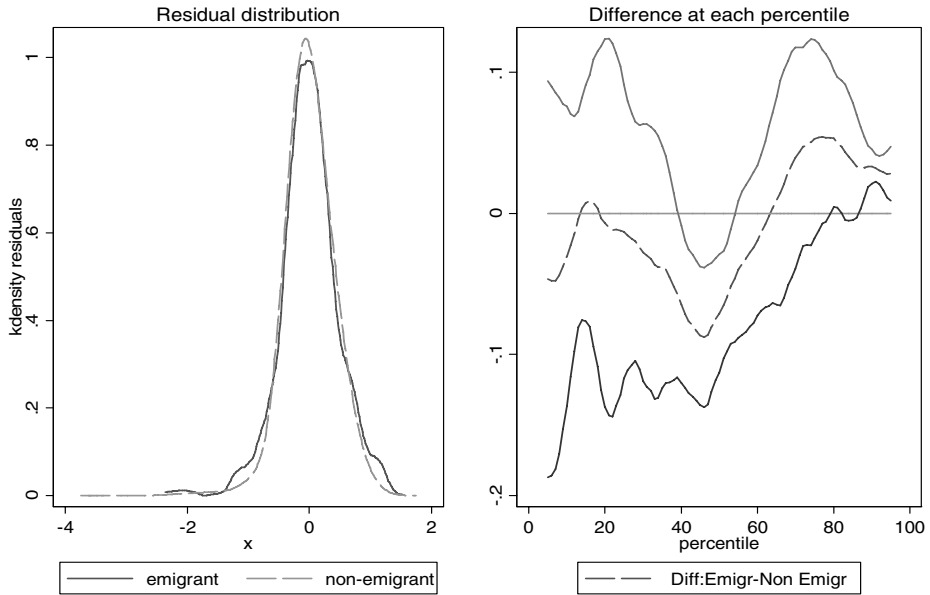 Residual distribution
kdensity residuals
1
.8
.6
.4
.2
0
-4
-2
0
2
x
emigrant
non-emigrant
Difference at each percentile
.1
0
-.1
-.2
0
20
40
60
80
100
percentile
Diff:Emigr-Non Emigr